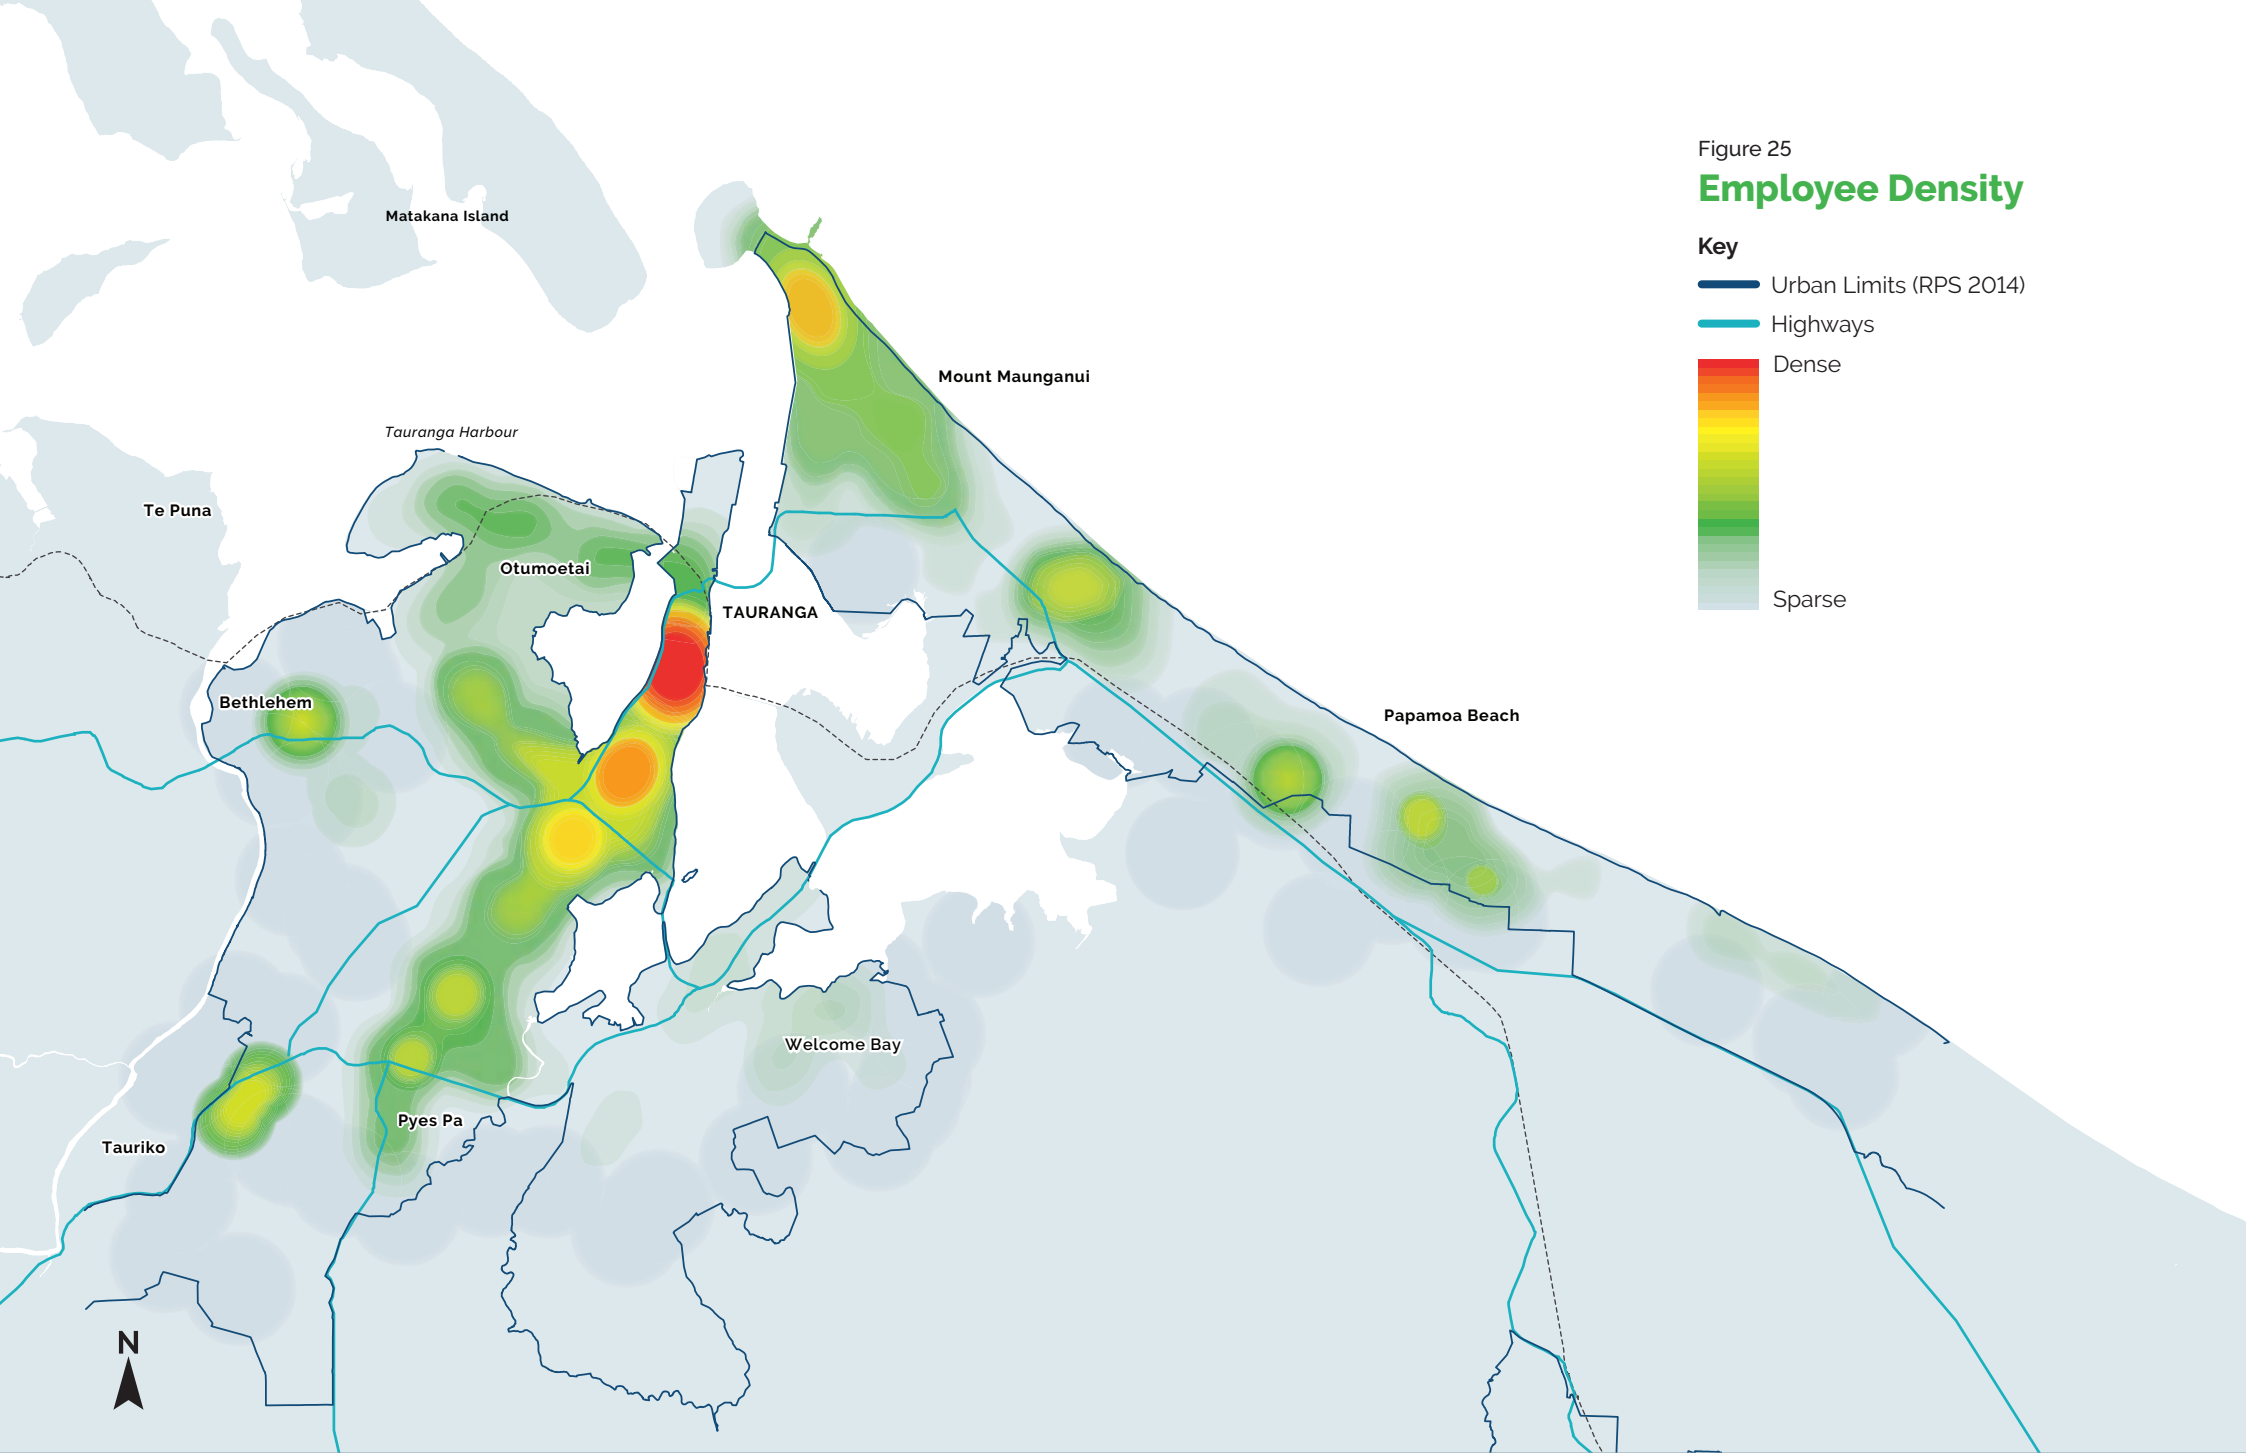 Figure 25
Employee Density
Key
Urban Limits (RPS 2014)
Highways
Dense
Sparse
Matakana Island
Mount Maunganui
Tauranga Harbour
Te Puna
Otumoetai
TAURANGA
Bethlehem
Papamoa Beach
Welcome Bay
Pyes Pa
Tauriko
N